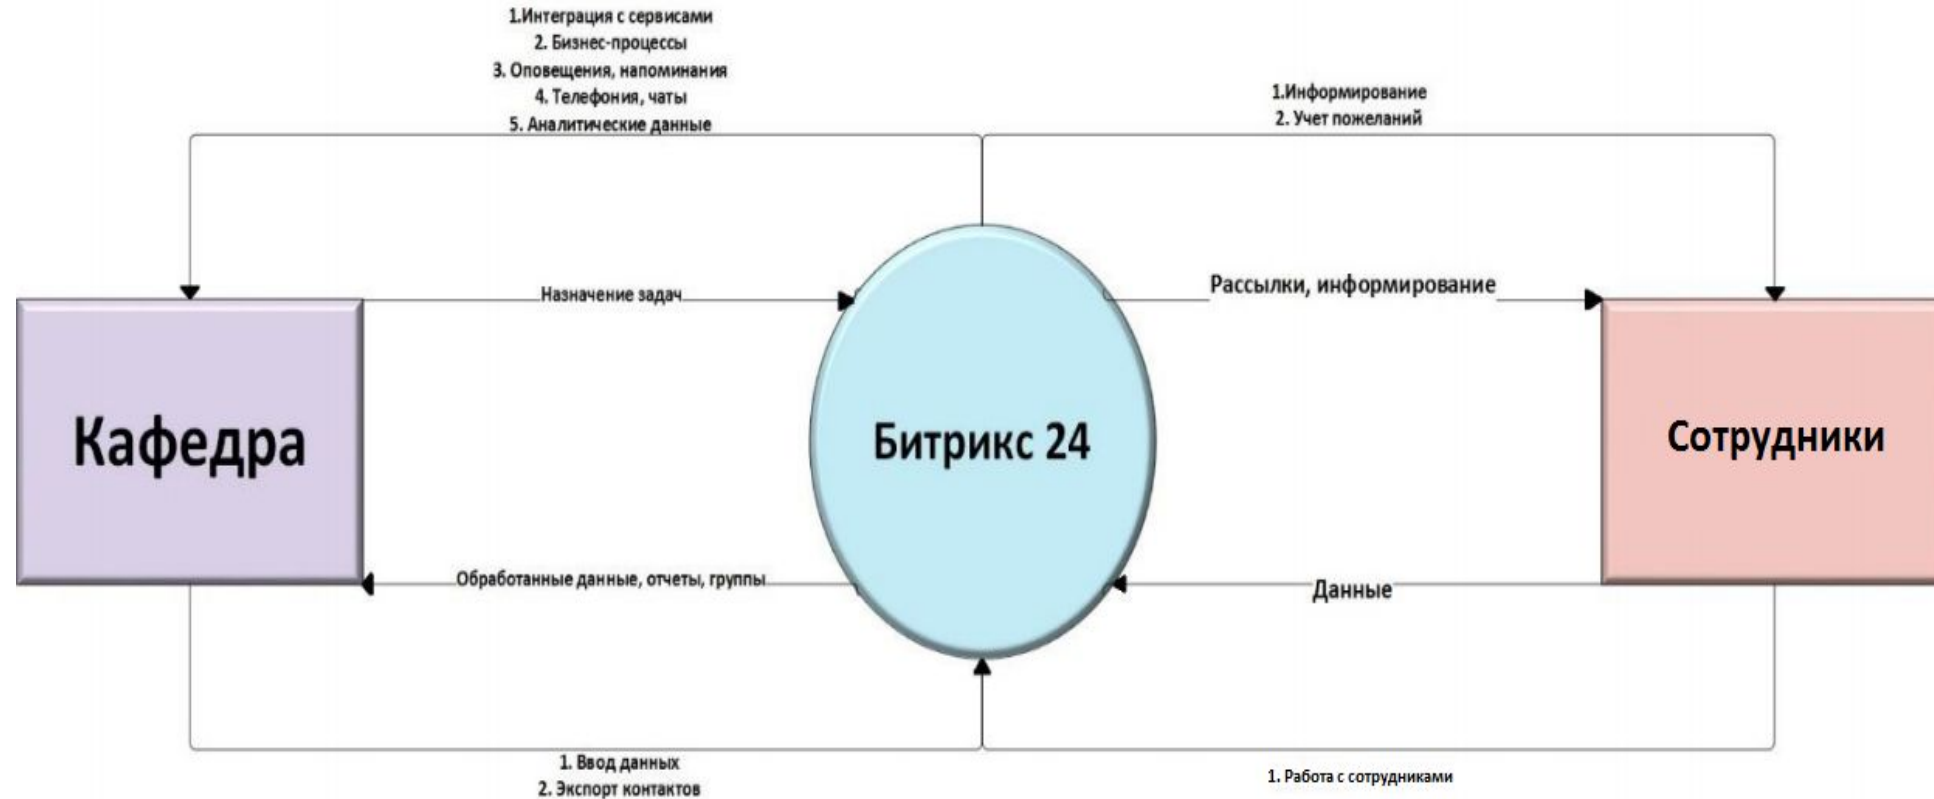 1.Интеграция с сервисами
2. Бизнес-процессы
3. Оповещения, напоминания
4. Телефония, чаты
5. Аналитические данные
1.Информирование
2. Учет пожеланий
Назначение задач
Рассылки, информирование
Кафедра
Битрикс 24
Сотрудники
Обработанные данные, отчеты, группы
Данные
1. Ввод данных
2. Экспорт контактов
1. Работа с сотрудниками